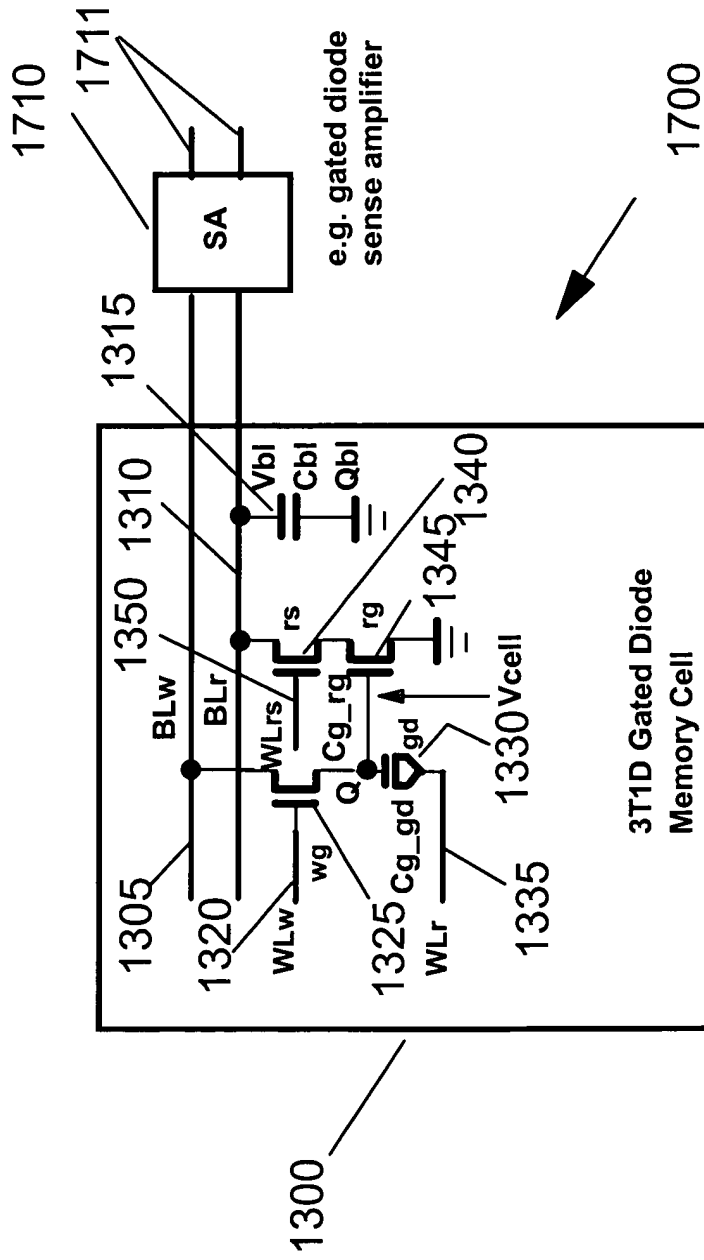 1710
1711
SA
e.g. gated diode
sense amplifier
1700
1315
1310
1350
BLw
BLr
1305
1320
WLw
wg
1325
WLrs
rs
Vbl
Cbl
Qbl
1340
rg
1345
Cg_rg
Vcell
Q
gd
1330
Cg_gd
WLr
1335
3T1D Gated Diode
Memory Cell
1300